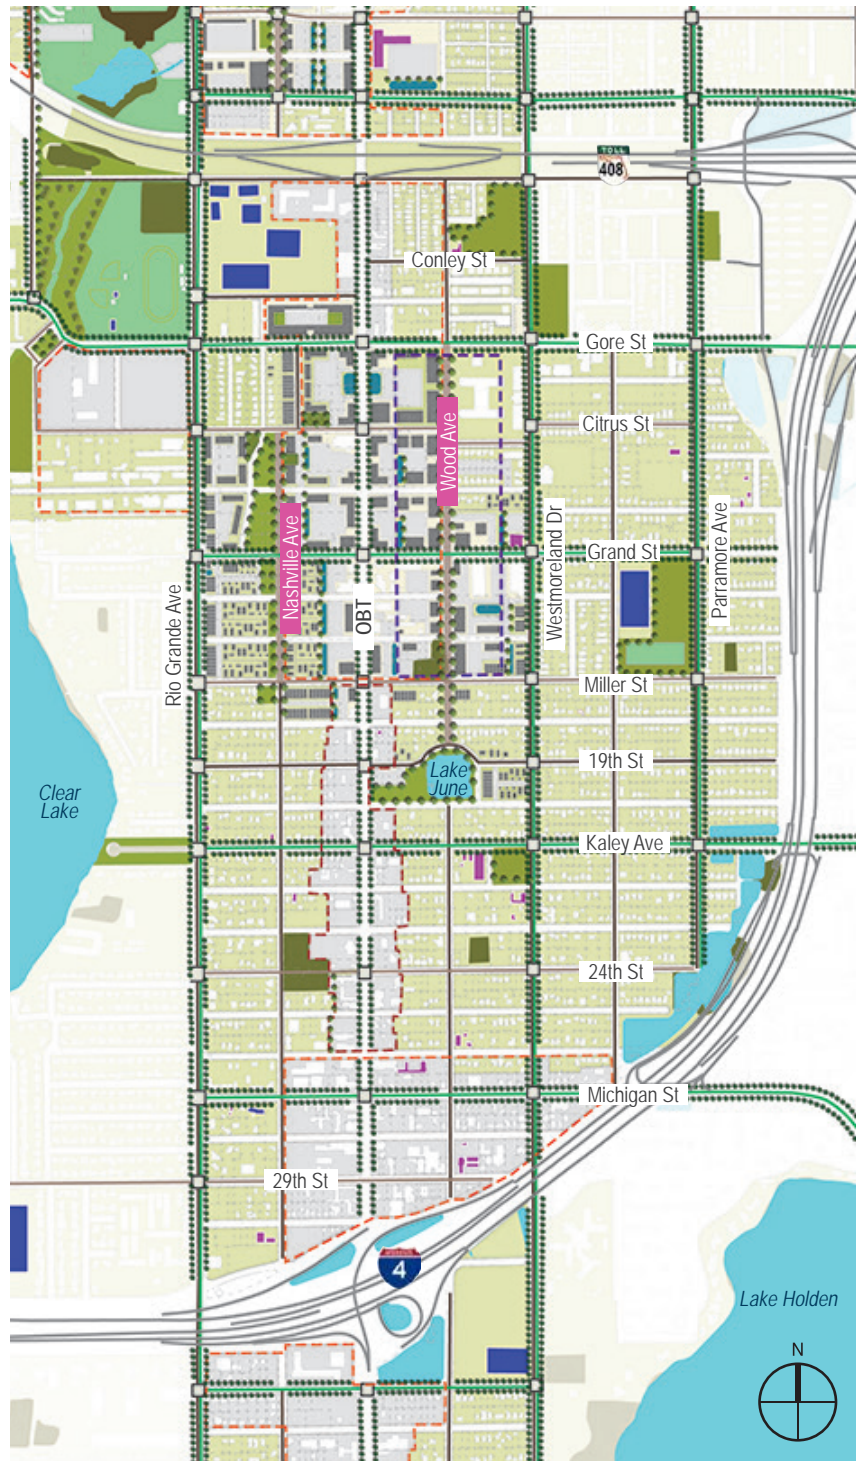 TOLL
408
Conley St
Gore St
Citrus St
Wood Ave
Nashville Ave
Westmoreland Dr
Parramore Ave
Grand St
OBT
Rio Grande Ave
Miller St
19th St
Lake
June
Clear
Lake
Kaley Ave
24th St
Michigan St
29th St
4
Lake Holden
N